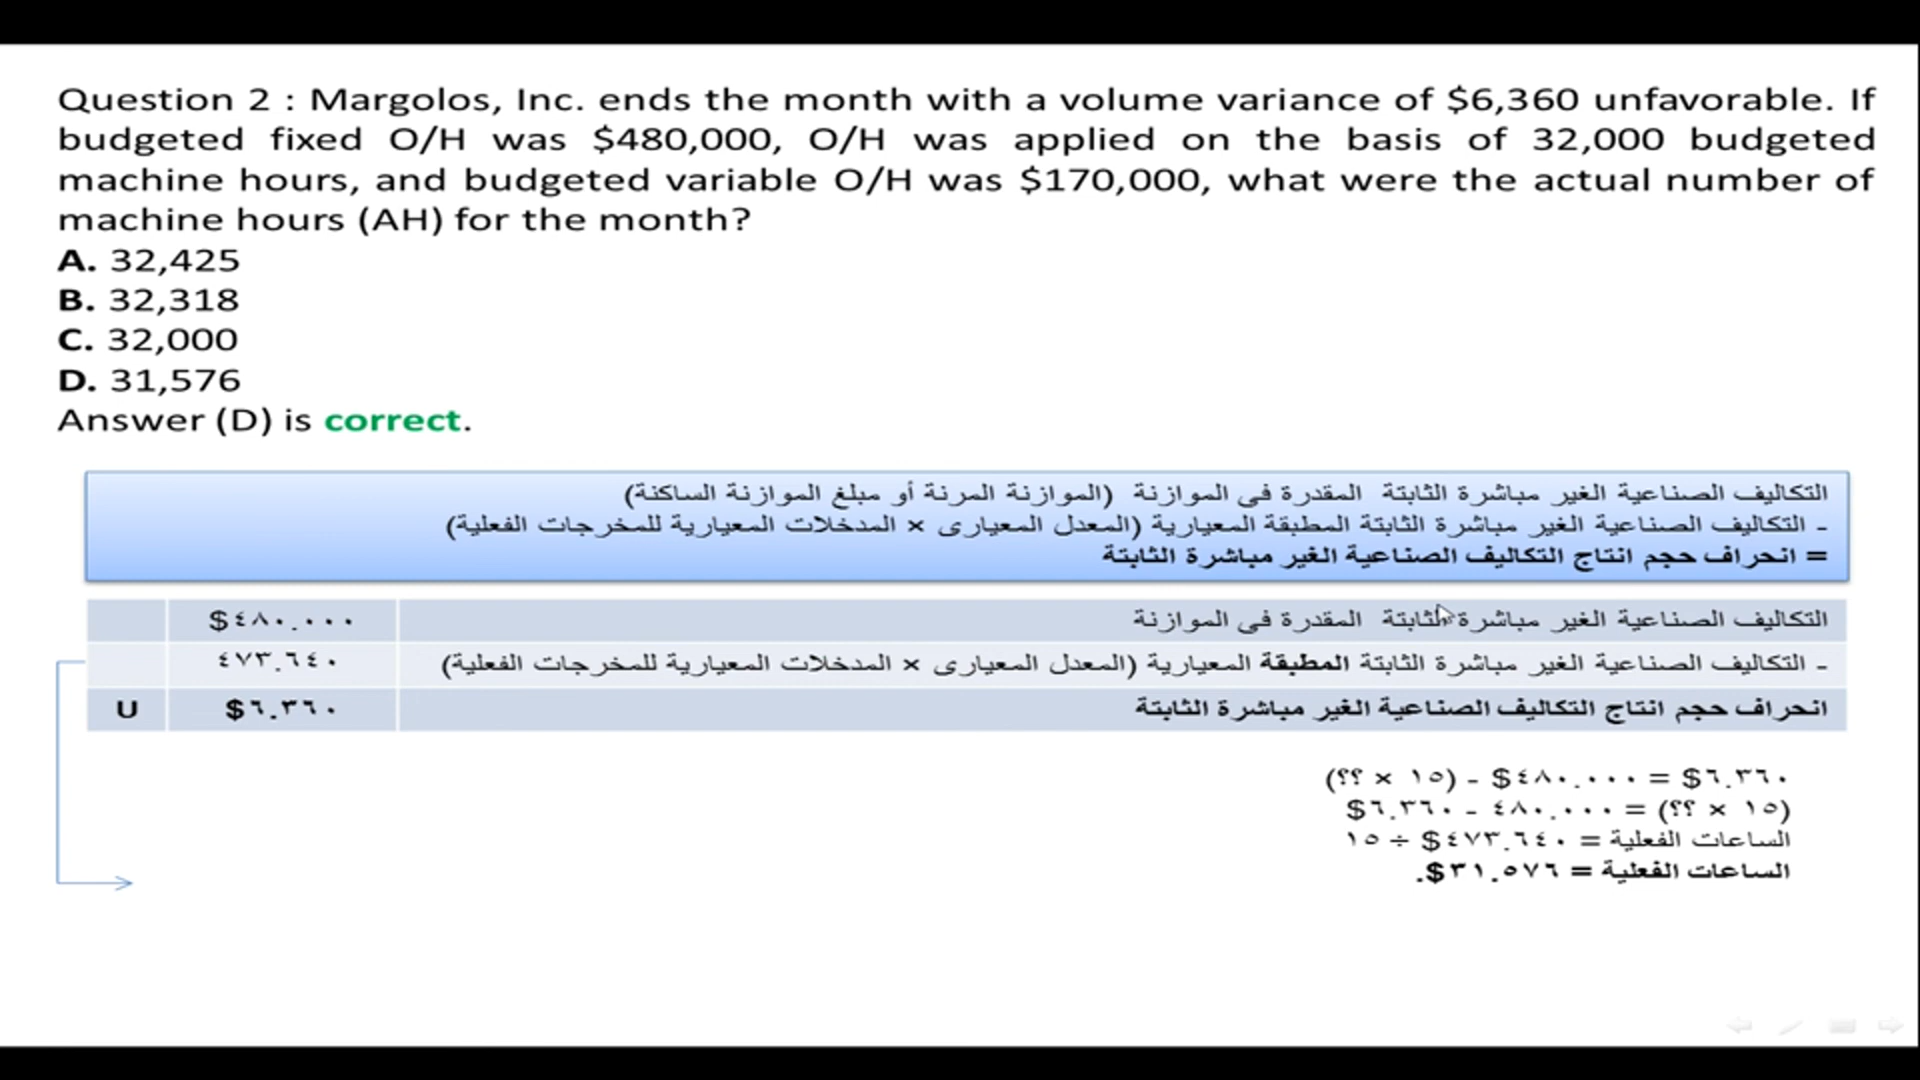 Question 2 : Margolos, Inc. ends the month with a volume variance of $6,360 unfavorable. If
budgeted fixed O/H was $480,000, O/H was applied on the basis of 32,000 budgeted
machine hours, and budgeted variable O/H was $170,000, what were the actual number of
machine hours (AH) for the month?
A. 32,425
B. 32,318
C. 32,000
D. 31,576
Answer (D) is correct.
التكاليف الصناعية الغير مباشرة الثابتة المقدرة فى الموازنة (الموازنة المرنة أو مبلغ الموازنة الساكنة)
- التكاليف الصناعية الغير مباشرة الثابتة المطبقة المعيارية (المعدل المعيارى × المدخلات المعيارية للمخرجات الفعلية)
= انحراف حجم انتاج التكاليف الصناعية الغير مباشرة الثابتة
التكاليف الصناعية الغير مباشرة الثابتة المقدرة فى الموازنة $٤٨٠.٠٠٠
- التكاليف الصناعية الغير مباشرة الثابتة المطبقة المعيارية (المعدل المعيارى × المدخلات المعيارية للمخرجات الفعلية) ٤٧٣.٦٤٠
انحراف حجم انتاج التكاليف الصناعية الغير مباشرة الثابتة $٦.٣٦٠ U
$٦.٣٦٠ = $٤٨٠.٠٠٠ - (١٥ × ؟؟)
(١٥ × ؟؟) = ٤٨٠.٠٠٠ - $٦.٣٦٠
الساعات الفعلية = $٤٧٣.٦٤٠ ÷ ١٥
الساعات الفعلية = $٣١.٥٧٦.